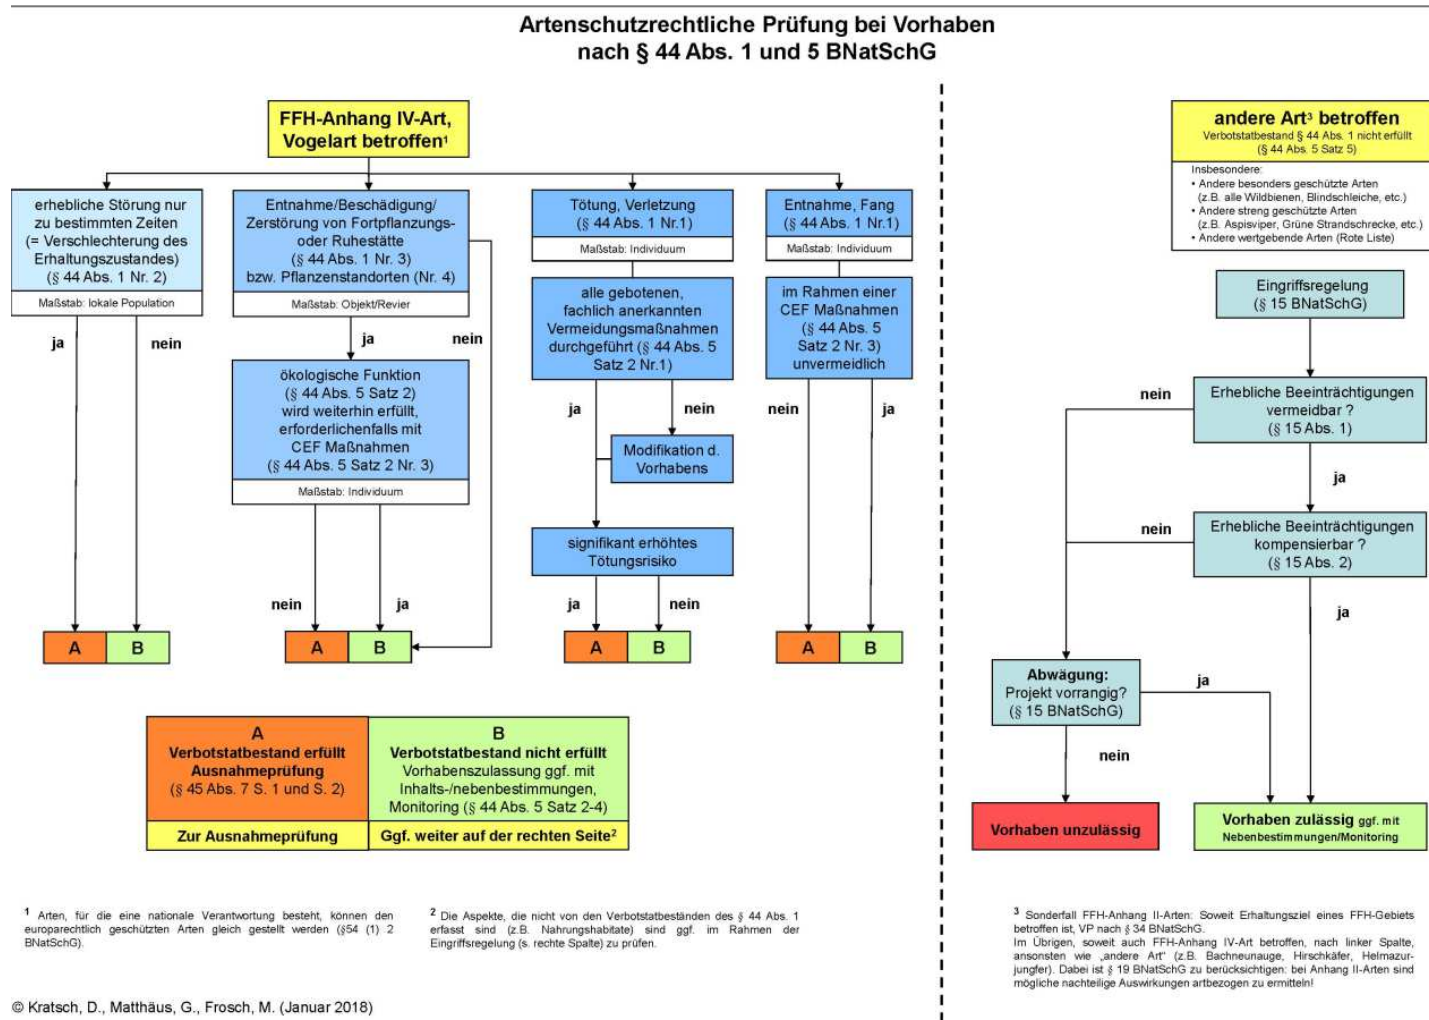 Artenschutzrechtliche Prüfung bei Vorhaben
nach § 44 Abs. 1 und 5 BNatSchG
FFH-Anhang IV-Art,
Vogelart betroffen¹
erhebliche Störung nur
zu bestimmten Zeiten
(= Verschlechterung des
Erhaltungszustandes)
(§ 44 Abs. 1 Nr. 2)
Maßstab: lokale Population
ja
nein
Entnahme/Beschädigung/
Zerstörung von Fortpflanzungs-
oder Ruhestätte
(§ 44 Abs. 1 Nr. 3)
bzw. Pflanzenstandorten (Nr. 4)
Maßstab: Objekt/Revier
ja
nein
ökologische Funktion
(§ 44 Abs. 5 Satz 2)
wird weiterhin erfüllt,
erforderlichenfalls mit
CEF Maßnahmen
(§ 44 Abs. 5 Satz 2 Nr. 3)
Maßstab: Individuum
nein
ja
Tötung, Verletzung
(§ 44 Abs. 1 Nr.1)
Maßstab: Individuum
alle gebotenen,
fachlich anerkannten
Vermeidungsmaßnahmen
durchgeführt (§ 44 Abs. 5
Satz 2 Nr.1)
ja
nein
Modifikation d.
Vorhabens
signifikant erhöhtes
Tötungsrisiko
ja
nein
Entnahme, Fang
(§ 44 Abs. 1 Nr.1)
Maßstab: Individuum
im Rahmen einer
CEF Maßnahmen
(§ 44 Abs. 5
Satz 2 Nr. 3)
unvermeidlich
nein
ja
A B
A B
A B
A B
A
Verbotstatbestand erfüllt
Ausnahmeprüfung
(§ 45 Abs. 7 S. 1 und S. 2)
Zur Ausnahmeprüfung
B
Verbotstatbestand nicht erfüllt
Vorhabenszulassung ggf. mit
Inhalts-/nebenbestimmungen,
Monitoring (§ 44 Abs. 5 Satz 2-4)
Ggf. weiter auf der rechten Seite²
andere Art³ betroffen
Verbotstatbestand § 44 Abs. 1 nicht erfüllt
(§ 44 Abs. 5 Satz 5)
Insbesondere:
• Andere besonders geschützte Arten
(z.B. alle Wildbienen, Blindschleiche, etc.)
• Andere streng geschützte Arten
(z.B. Aspisviper, Grüne Strandschrecke, etc.)
• Andere wertgebende Arten (Rote Liste)
Eingriffsregelung
(§ 15 BNatSchG)
nein
Erhebliche Beeinträchtigungen
vermeidbar ?
(§ 15 Abs. 1)
ja
nein
Erhebliche Beeinträchtigungen
kompensierbar ?
(§ 15 Abs. 2)
ja
Abwägung:
Projekt vorrangig?
(§ 15 BNatSchG)
ja
nein
Vorhaben unzulässig
Vorhaben zulässig ggf. mit
Nebenbestimmungen/Monitoring
¹ Arten, für die eine nationale Verantwortung besteht, können den
europarechtlich geschützten Arten gleich gestellt werden (§54 (1) 2
BNatSchG).
² Die Aspekte, die nicht von den Verbotstatbeständen des § 44 Abs. 1
erfasst sind (z.B. Nahrungshabitate) sind ggf. im Rahmen der
Eingriffsregelung (s. rechte Spalte) zu prüfen.
³ Sonderfall FFH-Anhang II-Arten: Soweit Erhaltungsziel eines FFH-Gebiets
betroffen ist, VP nach § 34 BNatSchG.
Im Übrigen, soweit auch FFH-Anhang IV-Art betroffen, nach linker Spalte,
ansonsten wie „andere Art“ (z.B. Bachneunauge, Hirschkäfer, Helmazur-
jungfer). Dabei ist § 19 BNatSchG zu berücksichtigen: bei Anhang II-Arten sind
mögliche nachteilige Auswirkungen artbezogen zu ermitteln!
© Kratsch, D., Matthäus, G., Frosch, M. (Januar 2018)